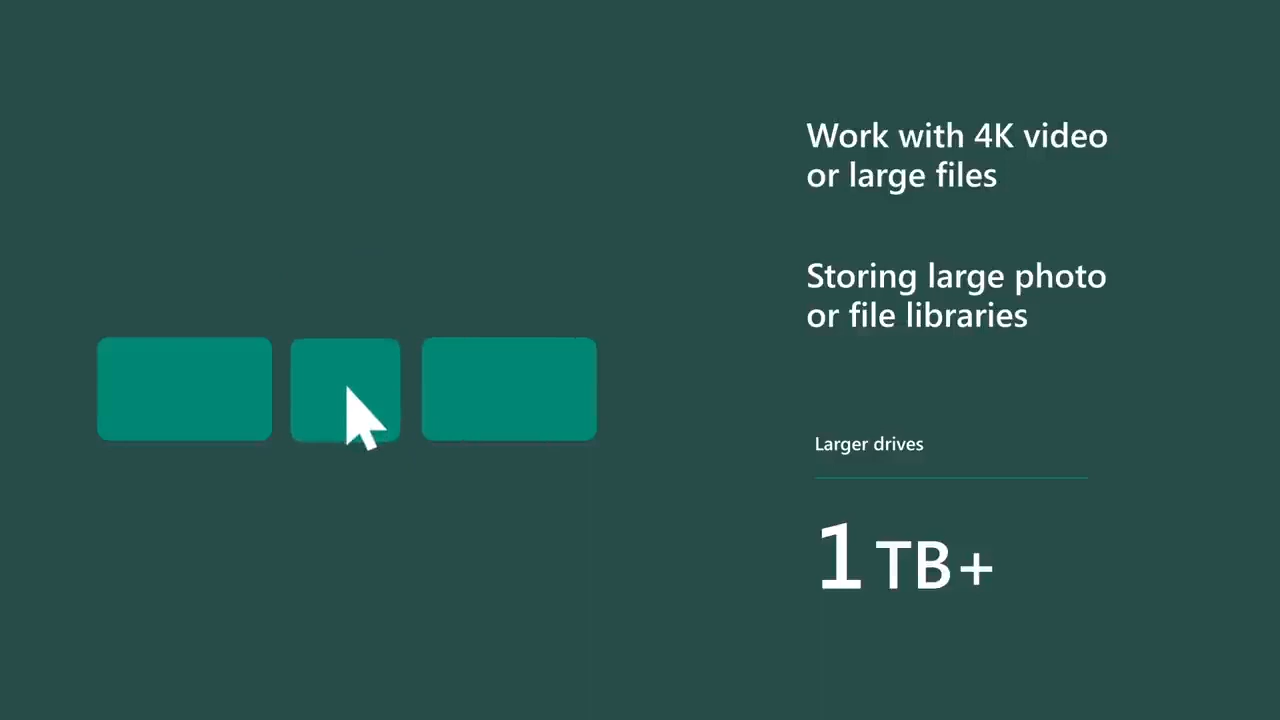 Work with 4K video
or large files
Storing large photo
or file libraries
Larger drives
1 TB+